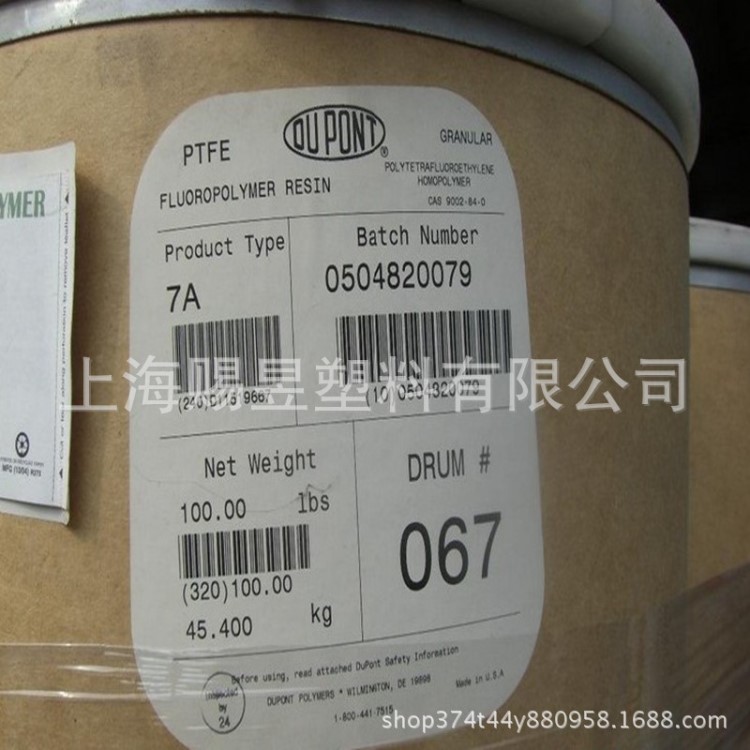 PTFE
DUPONT
®
GRANULAR
POLYTETRAFLUOROETHYLENE
HOMOPOLYMER
FLUOROPOLYMER RESIN
CAS 9002-84-0
Product Type
Batch Number
7A
0504820079
上海赐昱塑料有限公司
Net Weight
DRUM #
100.00 lbs
067
(320)100.00
45.400 kg
Before using, read attached DuPont Safety Information
DUPONT POLYMERS * WILMINGTON, DE 19898
Made in U.S.A
1-800-441-7515
by
24
YMER
shop374t44y880958.1688.com